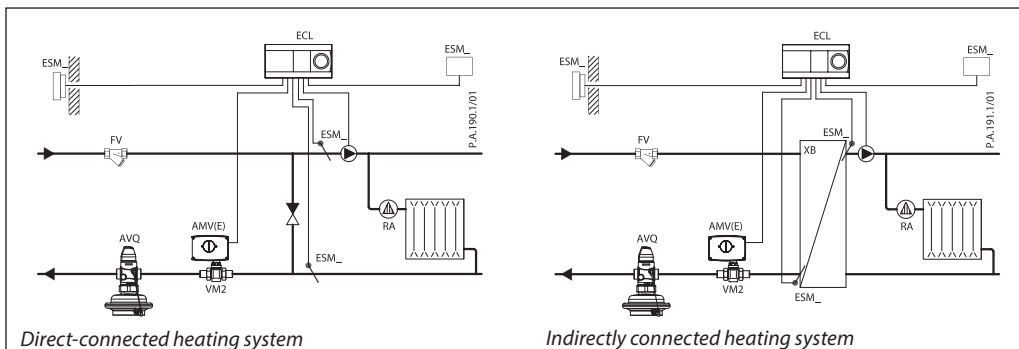 ECL
ESM_
ESM_
P.A.190.1/01
FV
ESM_
RA
AMV(E)
AVQ
ESM_
VM2
Direct-connected heating system
ECL
ESM_
ESM_
P.A.191.1/01
FV
ESM_
XB
RA
AMV(E)
AVQ
VM2
ESM_
Indirectly connected heating system